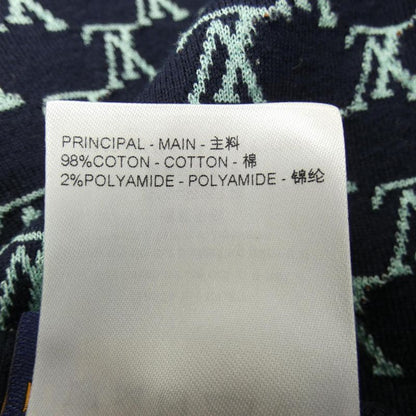 PRINCIPAL - MAIN - 主料
98%COTON - COTTON - 棉
2%POLYAMIDE - POLYAMIDE - 锦纶